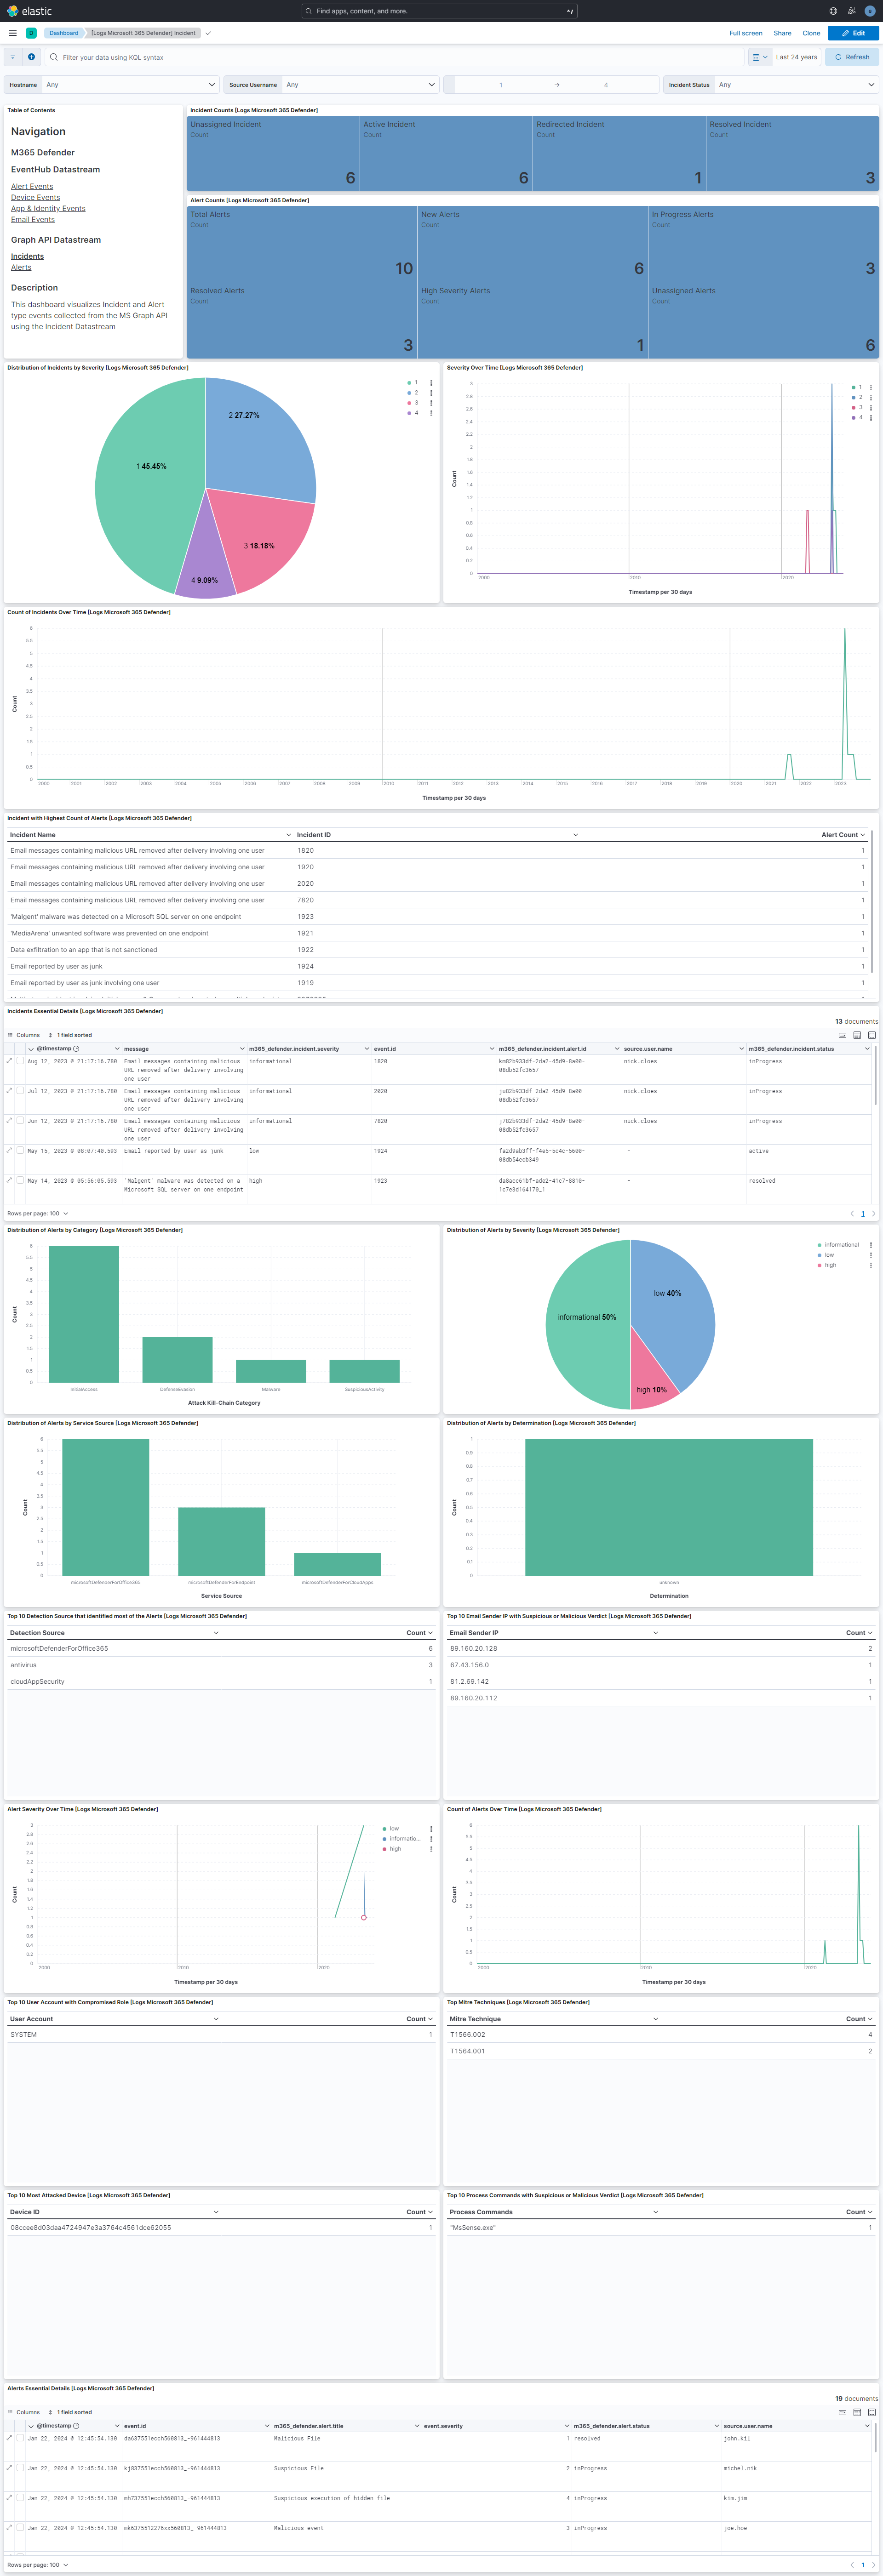 elastic
Find apps, content, and more.
Dashboard
[Logs Microsoft 365 Defender] Incident
Full screen
Share
Clone
Edit
Filter your data using KQL syntax
Last 24 years
Refresh
Hostname Any
Source Username Any
1 → 4
Incident Status Any
Table of Contents
Navigation
M365 Defender
EventHub Datastream
Alert Events
Device Events
App & Identity Events
Email Events
Graph API Datastream
Incidents
Alerts
Description
This dashboard visualizes Incident and Alert
type events collected from the MS Graph API
using the Incident Datastream
Incident Counts [Logs Microsoft 365 Defender]
Unassigned Incident
Count
6
Active Incident
Count
6
Redirected Incident
Count
1
Resolved Incident
Count
3
Alert Counts [Logs Microsoft 365 Defender]
Total Alerts
Count
10
New Alerts
Count
6
In Progress Alerts
Count
3
Resolved Alerts
Count
3
High Severity Alerts
Count
1
Unassigned Alerts
Count
6
Distribution of Incidents by Severity [Logs Microsoft 365 Defender]
1 45.45%
2 27.27%
3 18.18%
4 9.09%
1
2
3
4
Severity Over Time [Logs Microsoft 365 Defender]
Count
3
2.8
2.6
2.4
2.2
2
1.8
1.6
1.4
1.2
1
0.8
0.6
0.4
0.2
0
2000 2010 2020
Timestamp per 30 days
1
2
3
4
Count of Incidents Over Time [Logs Microsoft 365 Defender]
Count
6
5.5
5
4.5
4
3.5
3
2.5
2
1.5
1
0.5
0
2000 2001 2002 2003 2004 2005 2006 2007 2008 2009 2010 2011 2012 2013 2014 2015 2016 2017 2018 2019 2020 2021 2022 2023
Timestamp per 30 days
Incident with Highest Count of Alerts [Logs Microsoft 365 Defender]
Incident Name Incident ID Alert Count
Email messages containing malicious URL removed after delivery involving one user 1820 1
Email messages containing malicious URL removed after delivery involving one user 1920 1
Email messages containing malicious URL removed after delivery involving one user 2020 1
Email messages containing malicious URL removed after delivery involving one user 7820 1
'Malgent' malware was detected on a Microsoft SQL server on one endpoint 1923 1
'MediaArena' unwanted software was prevented on one endpoint 1921 1
Data exfiltration to an app that is not sanctioned 1922 1
Email reported by user as junk 1924 1
Email reported by user as junk involving one user 1919 1
Incidents Essential Details [Logs Microsoft 365 Defender]
13 documents
Columns 1 field sorted
@timestamp message m365_defender.incident.severity event.id m365_defender.incident.alert.id source.user.name m365_defender.incident.status
Aug 12, 2023 @ 21:17:16.780 Email messages containing malicious informational 1820 km82b933df-2da2-45d9-8a00- nick.cloes inProgress
URL removed after delivery involving 08db52fc3657
one user
Jul 12, 2023 @ 21:17:16.780 Email messages containing malicious informational 2020 ju82b933df-2da2-45d9-8a00- nick.cloes inProgress
URL removed after delivery involving 08db52fc3657
one user
Jun 12, 2023 @ 21:17:16.780 Email messages containing malicious informational 7820 j782b933df-2da2-45d9-8a00- nick.cloes inProgress
URL removed after delivery involving 08db52fc3657
one user
May 15, 2023 @ 08:07:40.593 Email reported by user as junk low 1924 fa2d9ab3ff-f4e5-5c4c-5600- - active
08db54ecb349
May 14, 2023 @ 05:56:05.593 `Malgent` malware was detected on a high 1923 da8acc61bf-ade2-41c7-8810- - resolved
Microsoft SQL server on one endpoint 1c7e3d164170_1
Rows per page: 100
1
Distribution of Alerts by Category [Logs Microsoft 365 Defender]
Count
6
5.5
5
4.5
4
3.5
3
2.5
2
1.5
1
0.5
0
InitialAccess DefenseEvasion Malware SuspiciousActivity
Attack Kill-Chain Category
Distribution of Alerts by Severity [Logs Microsoft 365 Defender]
informational 50%
low 40%
high 10%
informational
low
high
Distribution of Alerts by Service Source [Logs Microsoft 365 Defender]
Count
6
5.5
5
4.5
4
3.5
3
2.5
2
1.5
1
0.5
0
microsoftDefenderForOffice365 microsoftDefenderForEndpoint microsoftDefenderForCloudApps
Service Source
Distribution of Alerts by Determination [Logs Microsoft 365 Defender]
Count
1
0.9
0.8
0.7
0.6
0.5
0.4
0.3
0.2
0.1
0
unknown
Determination
Top 10 Detection Source that identified most of the Alerts [Logs Microsoft 365 Defender]
Detection Source Count
microsoftDefenderForOffice365 6
antivirus 3
cloudAppSecurity 1
Top 10 Email Sender IP with Suspicious or Malicious Verdict [Logs Microsoft 365 Defender]
Email Sender IP Count
89.160.20.128 2
67.43.156.0 1
81.2.69.142 1
89.160.20.112 1
Alert Severity Over Time [Logs Microsoft 365 Defender]
Count
3
2.8
2.6
2.4
2.2
2
1.8
1.6
1.4
1.2
1
0.8
0.6
0.4
0.2
0
2000 2010 2020
Timestamp per 30 days
low
informatio...
high
Count of Alerts Over Time [Logs Microsoft 365 Defender]
Count
6
5.5
5
4.5
4
3.5
3
2.5
2
1.5
1
0.5
0
2000 2010 2020
Timestamp per 30 days
Top 10 User Account with Compromised Role [Logs Microsoft 365 Defender]
User Account Count
SYSTEM 1
Top Mitre Techniques [Logs Microsoft 365 Defender]
Mitre Technique Count
T1566.002 4
T1564.001 2
Top 10 Most Attacked Device [Logs Microsoft 365 Defender]
Device ID Count
08ccee8d03daa4724947e3a3764c4561dce62055 1
Top 10 Process Commands with Suspicious or Malicious Verdict [Logs Microsoft 365 Defender]
Process Commands Count
"MsSense.exe" 1
Alerts Essential Details [Logs Microsoft 365 Defender]
19 documents
Columns 1 field sorted
@timestamp event.id m365_defender.alert.title event.severity m365_defender.alert.status source.user.name
Jan 22, 2024 @ 12:45:54.130 da637551ecch560813_-961444813 Malicious File 1 resolved john.kil
Jan 22, 2024 @ 12:45:54.130 kj837551ecch560813_-961444813 Suspicious File 2 inProgress michel.nik
Jan 22, 2024 @ 12:45:54.130 mh737551ecch560813_-961444813 Suspicious execution of hidden file 4 inProgress kim.jim
Jan 22, 2024 @ 12:45:54.130 mk6375512276xx560813_-961444813 Malicious event 3 inProgress joe.hoe
Rows per page: 100
1